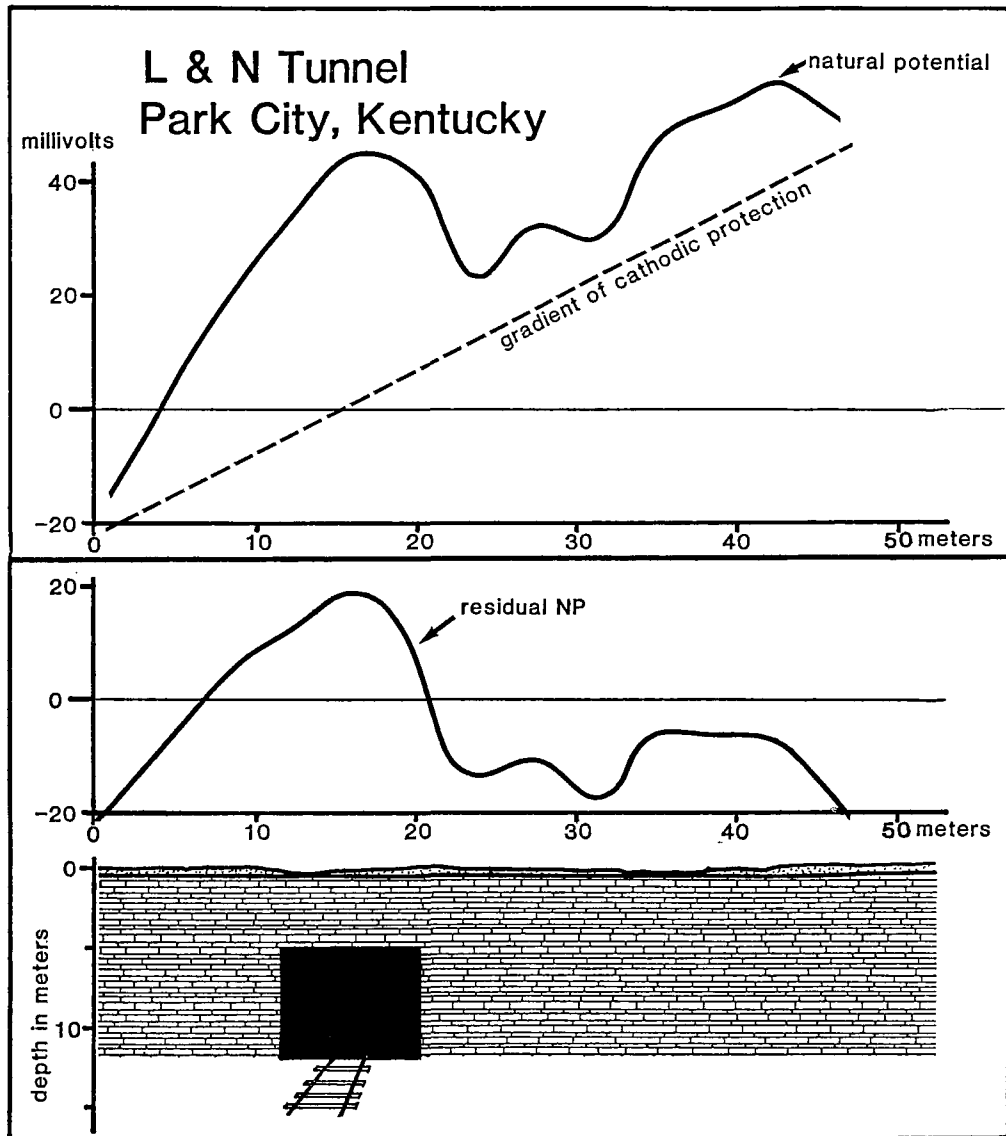 L & N Tunnel
Park City, Kentucky
natural potential
millivolts
40
20
0
-20
gradient of cathodic protection
0 10 20 30 40 50 meters
20
residual NP
0
-20
0 10 20 30 40 50 meters
0
10
depth in meters